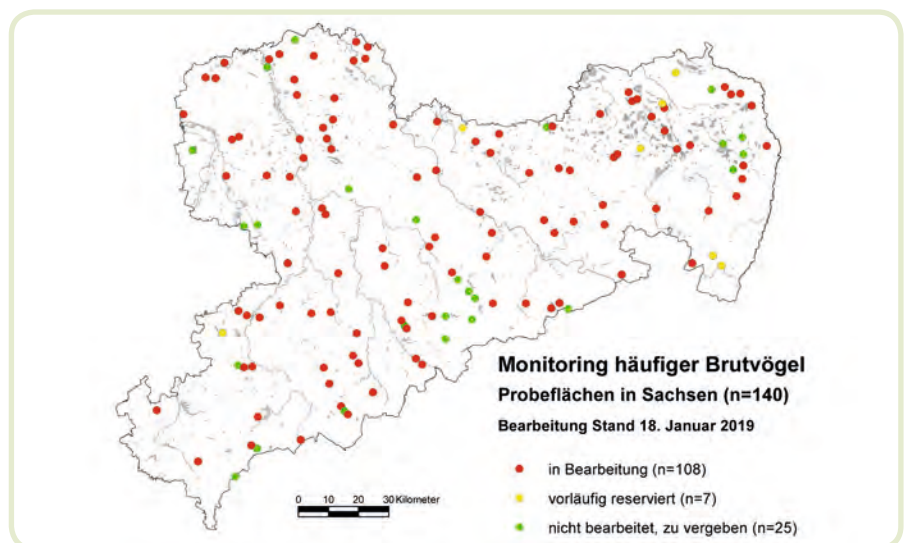 Monitoring häufiger Brutvögel
Probeflächen in Sachsen (n=140)
Bearbeitung Stand 18. Januar 2019
in Bearbeitung (n=108)
vorläufig reserviert (n=7)
nicht bearbeitet, zu vergeben (n=25)
0 10 20 30 Kilometer